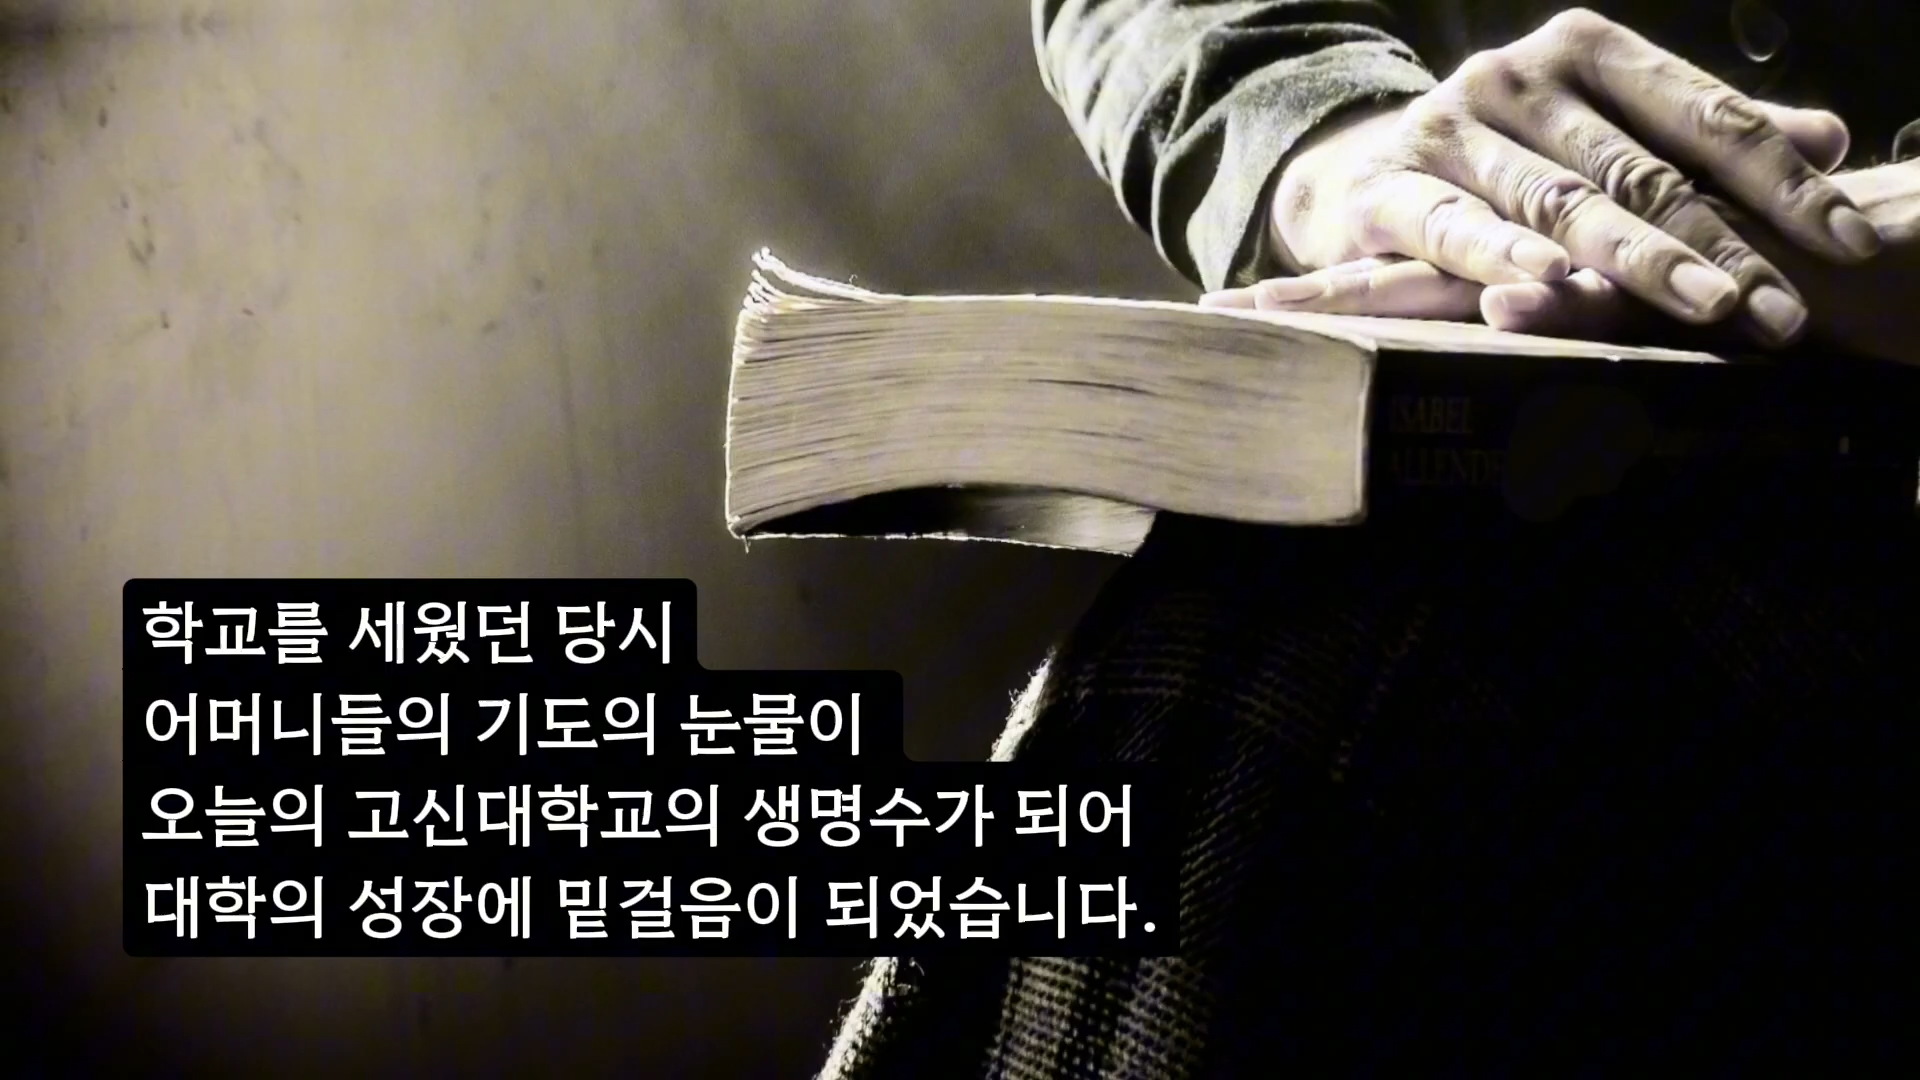 ISABEL
ALLENDE
학교를 세웠던 당시
어머니들의 기도의 눈물이
오늘의 고신대학교의 생명수가 되어
대학의 성장에 밑걸음이 되었습니다.